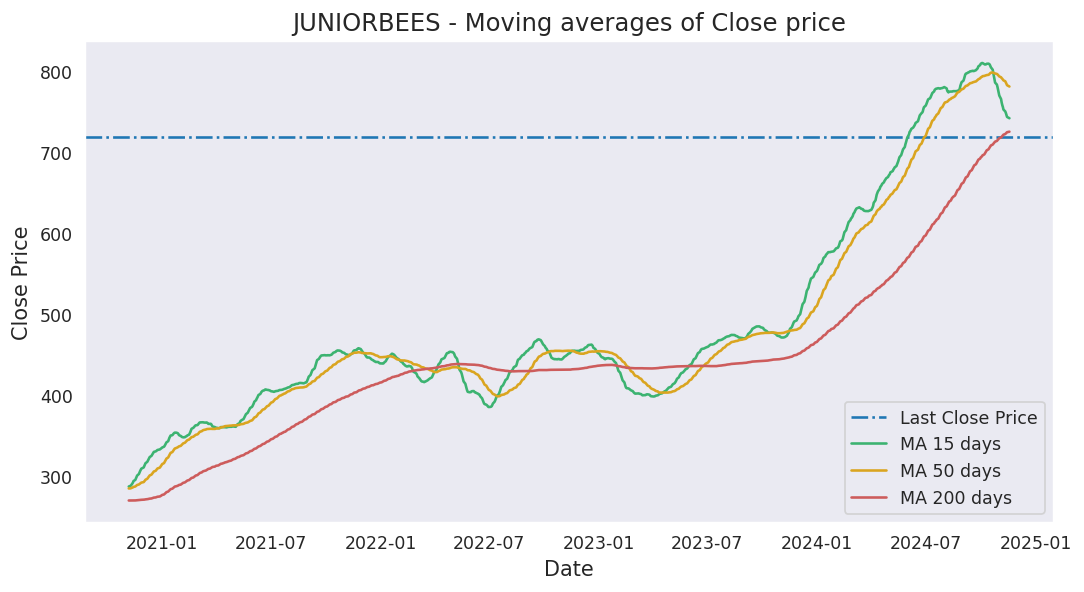 JUNIORBEES - Moving averages of Close price
800
700
600
500
400
300
Close Price
2021-01
2021-07
2022-01
2022-07
2023-01
2023-07
2024-01
2024-07
2025-01
Date
Last Close Price
MA 15 days
MA 50 days
MA 200 days